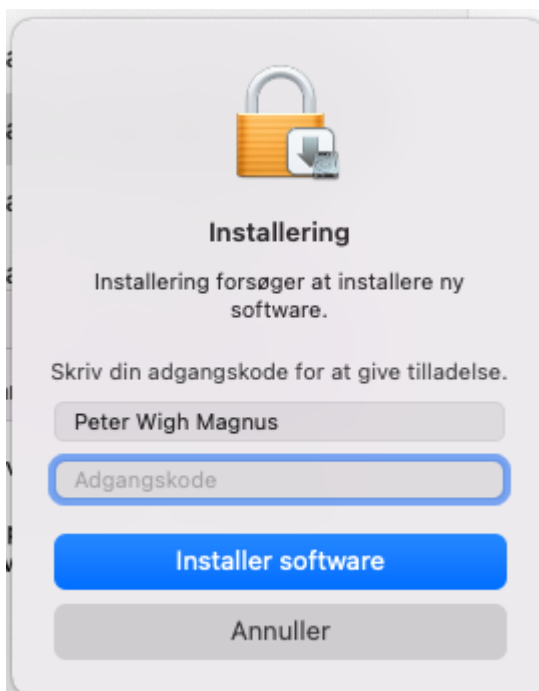 Installering
Installering forsøger at installere ny
software.
Skriv din adgangskode for at give tilladelse.
Peter Wigh Magnus
Adgangskode
Installer software
Annuller